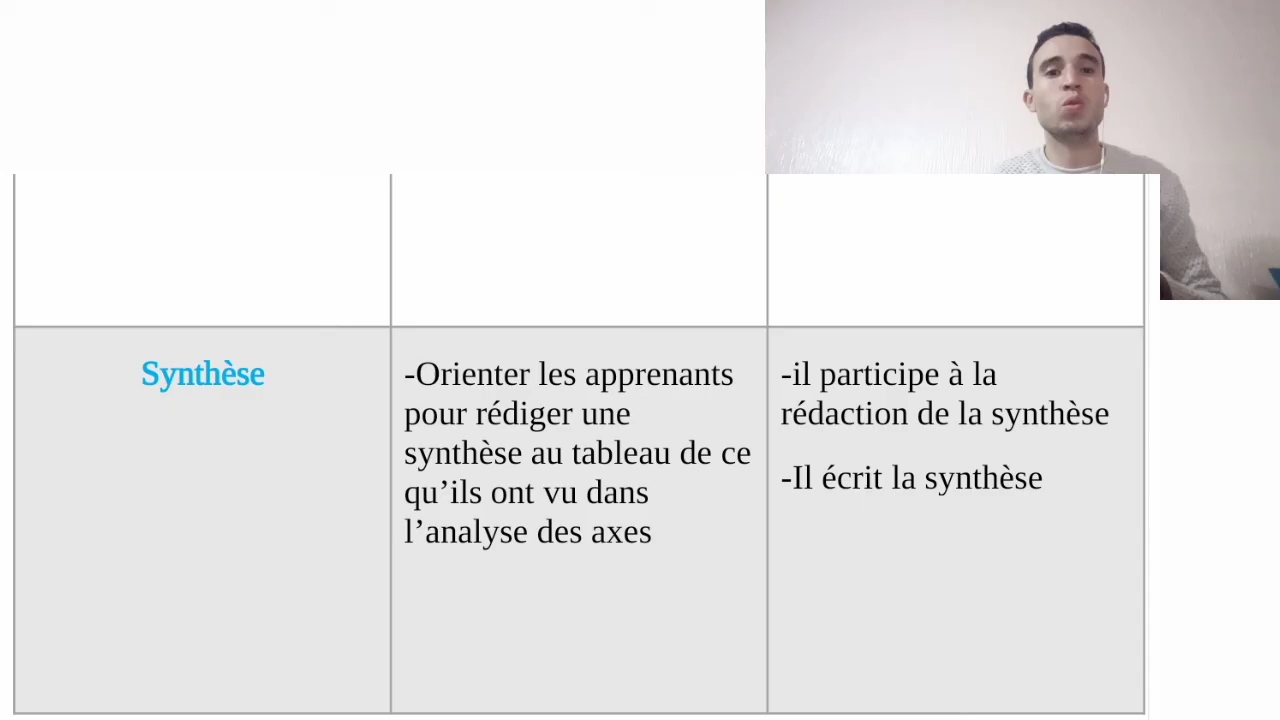 Synthèse
-Orienter les apprenants
pour rédiger une
synthèse au tableau de ce
qu’ils ont vu dans
l’analyse des axes
-il participe à la
rédaction de la synthèse
-Il écrit la synthèse